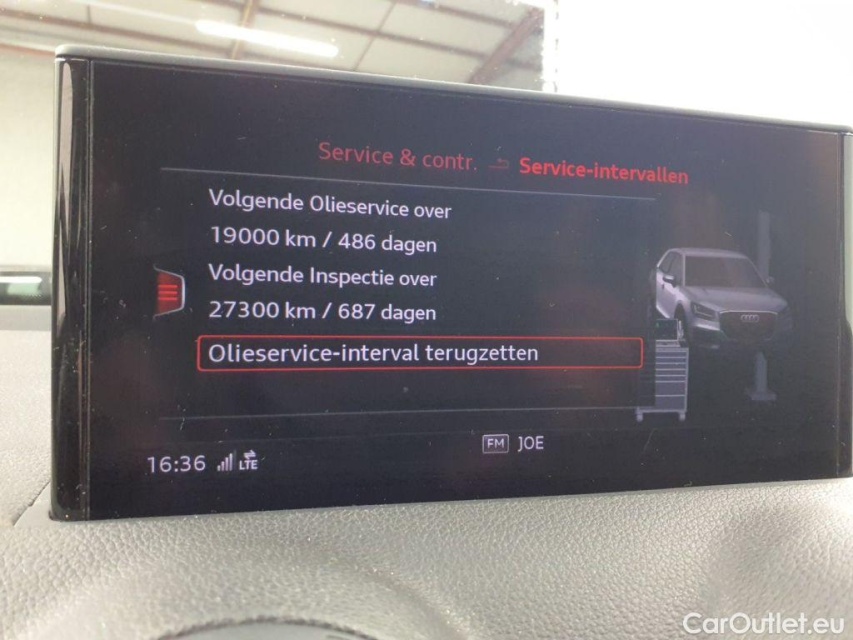 Service & contr. Service-intervallen
Volgende Olieservice over
19000 km / 486 dagen
Volgende Inspectie over
27300 km / 687 dagen
Olieservice-interval terugzetten
16:36 LTE FM JOE
CarOutlet.eu